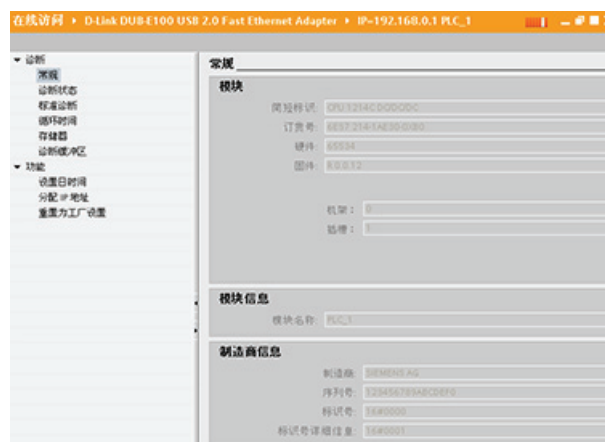 在线访问 ▸ D-Link DUB-E100 USB 2.0 Fast Ethernet Adapter ▸ IP=192.168.0.1 PLC_1
诊断
常规
诊断状态
标准诊断
循环时间
存储器
诊断缓冲区
功能
设置日时间
分配 IP 地址
重置为工厂设置
常规
模块
简短标识: CPU 1214C DC/DC/DC
订货号: 6ES7 214-1AE30-0XB0
硬件: 65534
固件: 8.0.0.12
机架: 0
插槽: 1
模块信息
模块名称: PLC_1
制造商信息
制造商: SIEMENS AG
序列号: 123456789ABCDEF0
标识号: 16#0000
标识号详细信息: 16#0001